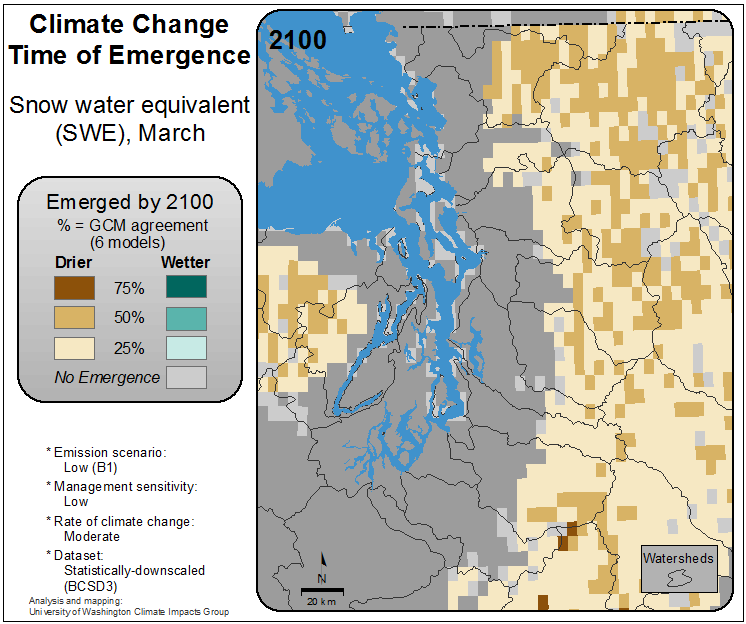 Climate Change
Time of Emergence
Snow water equivalent
(SWE), March
Emerged by 2100
% = GCM agreement
(6 models)
Drier Wetter
75%
50%
25%
No Emergence
* Emission scenario:
Low (B1)
* Management sensitivity:
Low
* Rate of climate change:
Moderate
* Dataset:
Statistically-downscaled
(BCSD3)
Analysis and mapping:
University of Washington Climate Impacts Group
2100
N
20 km
Watersheds